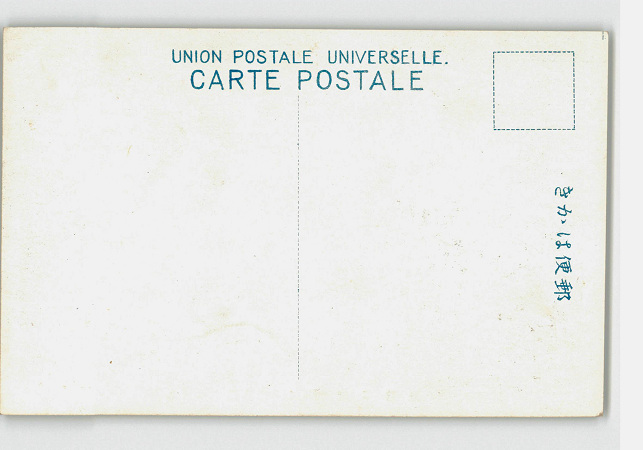 UNION POSTALE UNIVERSELLE.
CARTE POSTALE
郵便はかき